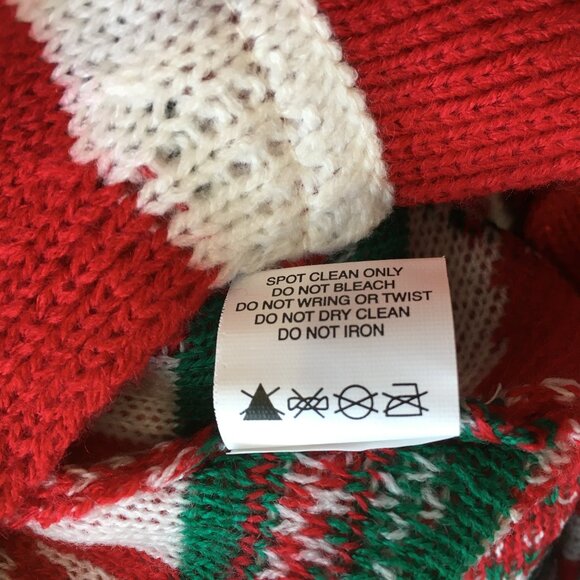 SPOT CLEAN ONLY
DO NOT BLEACH
DO NOT WRING OR TWIST
DO NOT DRY CLEAN
DO NOT IRON